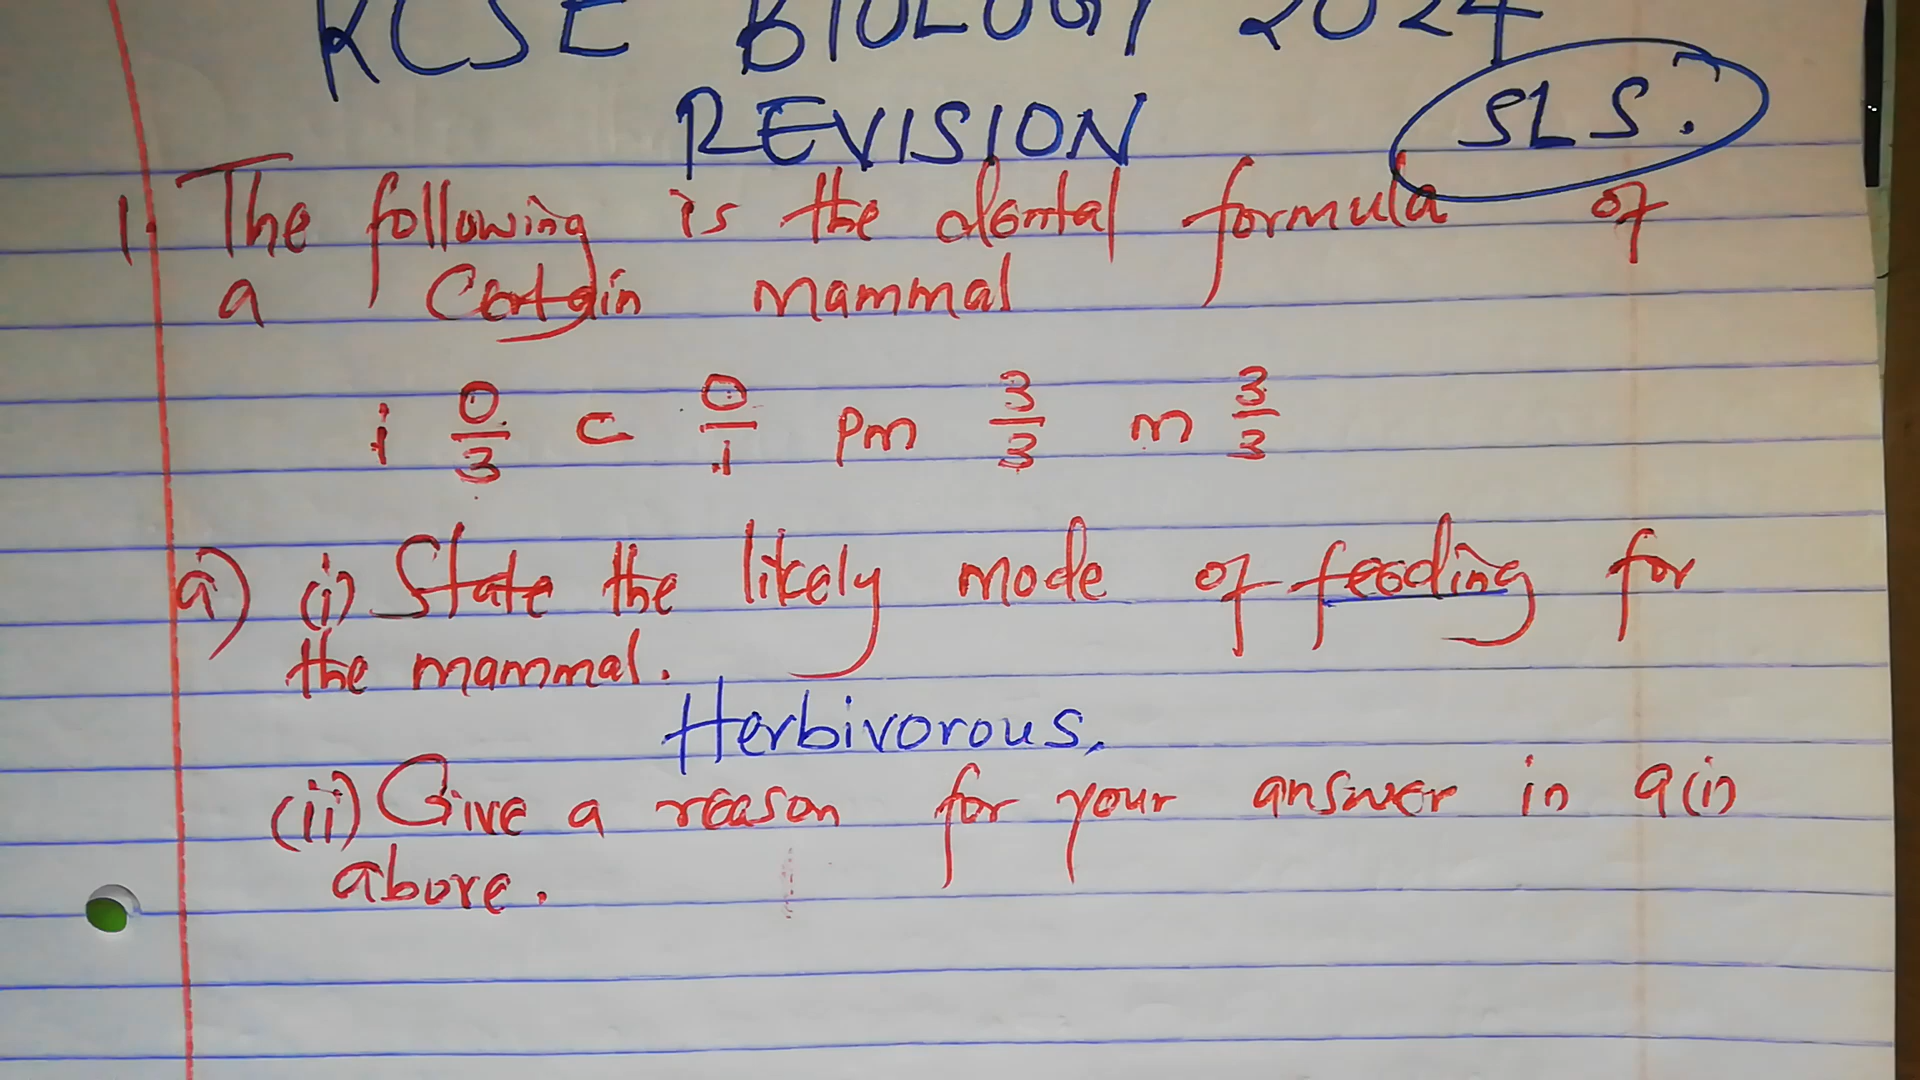 KCSE BIOLOGY 2024
REVISION
SLS.
1. The following is the dental formula of
a certain mammal
i 0/3 c 0/1 pm 3/3 m 3/3
a) (i) State the likely mode of feeding for
the mammal.
Herbivorous.
(ii) Give a reason for your answer in a(i)
above.